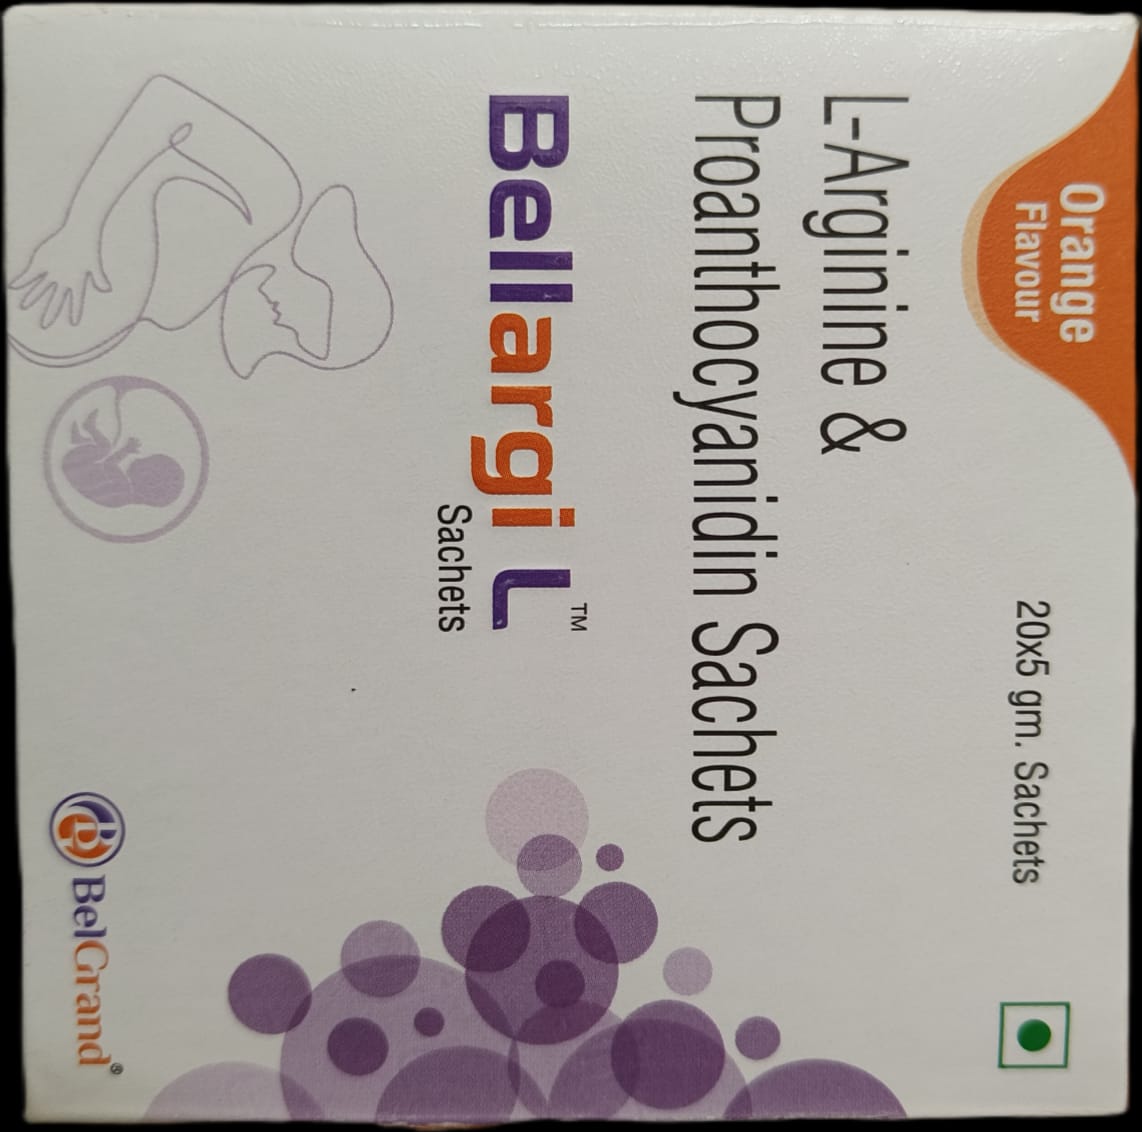 Orange
Flavour
20x5 gm. Sachets
L-Arginine &
Proanthocyanidin Sachets
Bellargi L™
Sachets
BelGrand®